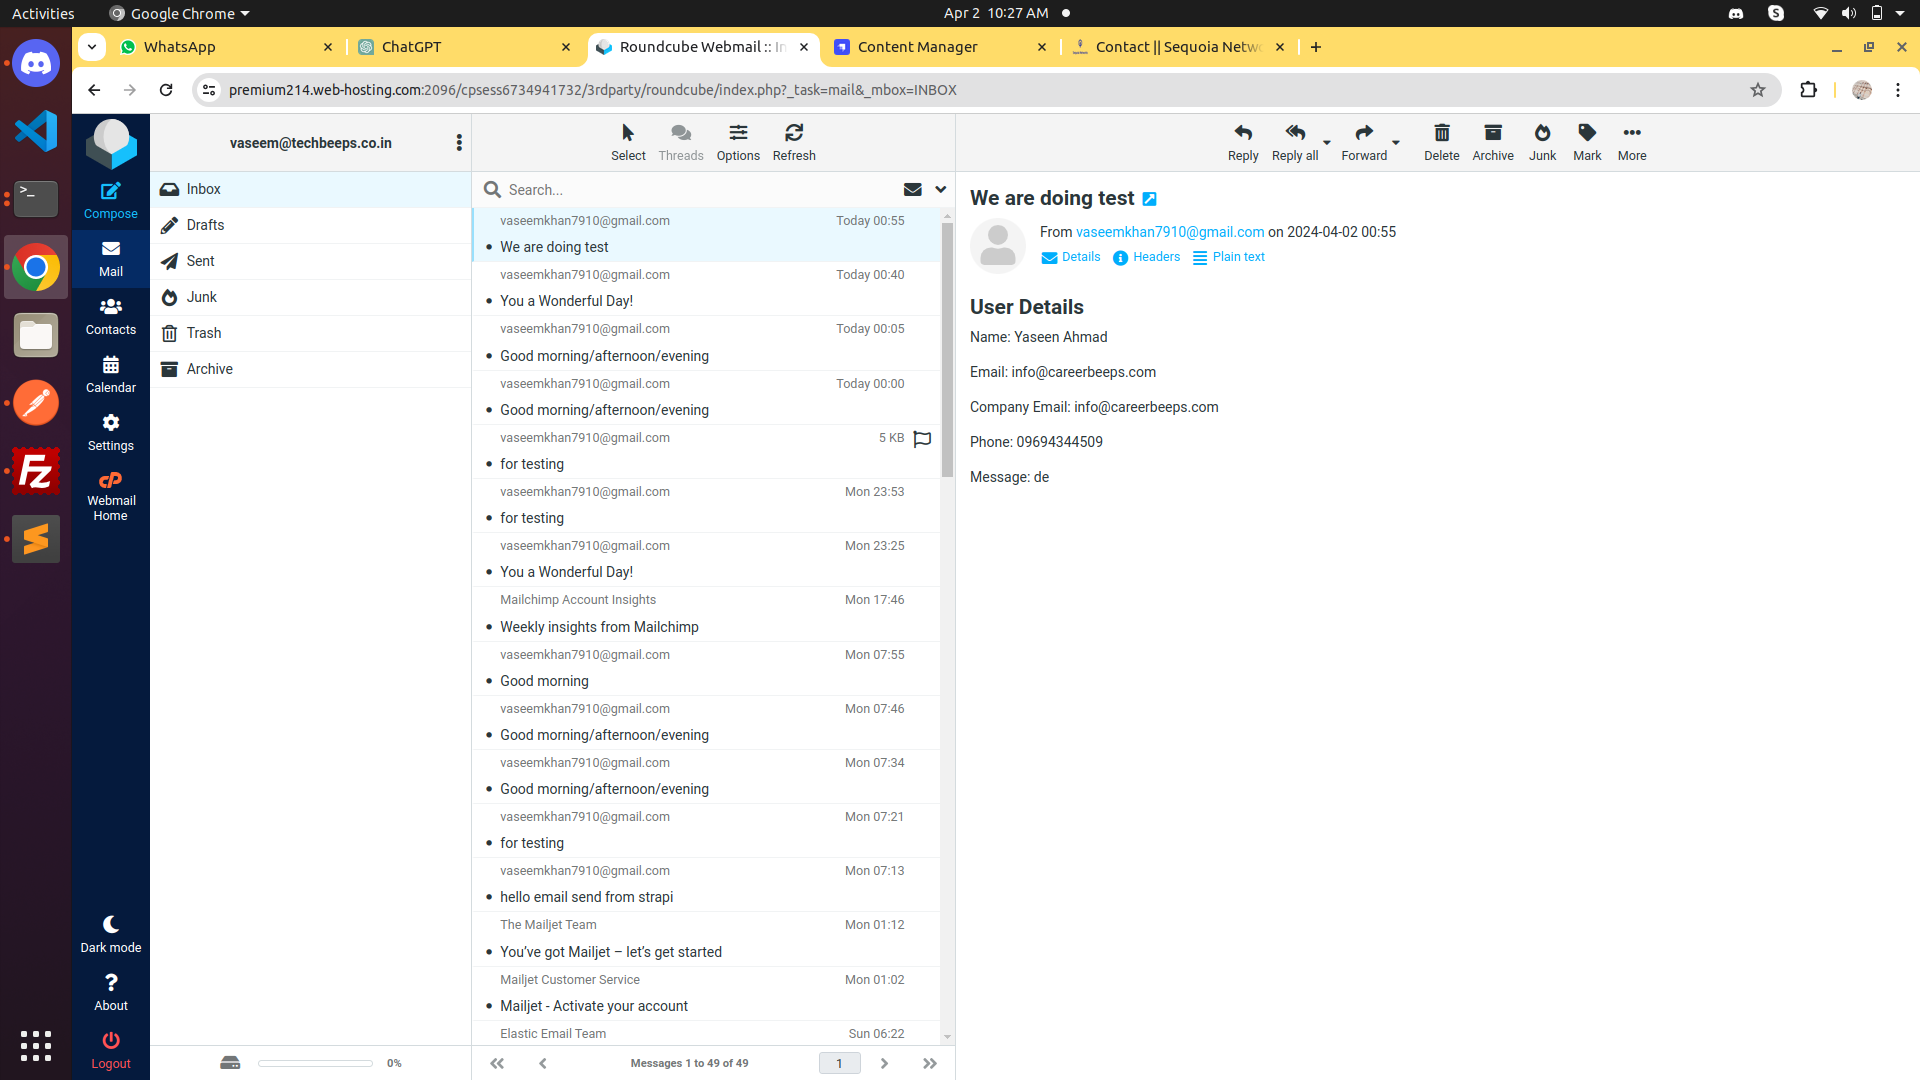 Activities
Google Chrome
Apr 2 10:27 AM
WhatsApp
ChatGPT
Roundcube Webmail :: In
Content Manager
Contact || Sequoia Netw
premium214.web-hosting.com:2096/cpsess6734941732/3rdparty/roundcube/index.php?_task=mail&_mbox=INBOX
Compose
Mail
Contacts
Calendar
Settings
Webmail
Home
Dark mode
About
Logout
vaseem@techbeeps.co.in
Inbox
Drafts
Sent
Junk
Trash
Archive
0%
Select
Threads
Options
Refresh
Search...
vaseemkhan7910@gmail.com Today 00:55
• We are doing test
vaseemkhan7910@gmail.com Today 00:40
• You a Wonderful Day!
vaseemkhan7910@gmail.com Today 00:05
• Good morning/afternoon/evening
vaseemkhan7910@gmail.com Today 00:00
• Good morning/afternoon/evening
vaseemkhan7910@gmail.com 5 KB
• for testing
vaseemkhan7910@gmail.com Mon 23:53
• for testing
vaseemkhan7910@gmail.com Mon 23:25
• You a Wonderful Day!
Mailchimp Account Insights Mon 17:46
• Weekly insights from Mailchimp
vaseemkhan7910@gmail.com Mon 07:55
• Good morning
vaseemkhan7910@gmail.com Mon 07:46
• Good morning/afternoon/evening
vaseemkhan7910@gmail.com Mon 07:34
• Good morning/afternoon/evening
vaseemkhan7910@gmail.com Mon 07:21
• for testing
vaseemkhan7910@gmail.com Mon 07:13
• hello email send from strapi
The Mailjet Team Mon 01:12
• You've got Mailjet – let's get started
Mailjet Customer Service Mon 01:02
• Mailjet - Activate your account
Elastic Email Team Sun 06:22
Messages 1 to 49 of 49
1
Reply
Reply all
Forward
Delete
Archive
Junk
Mark
More
We are doing test
From vaseemkhan7910@gmail.com on 2024-04-02 00:55
Details Headers Plain text
User Details
Name: Yaseen Ahmad
Email: info@careerbeeps.com
Company Email: info@careerbeeps.com
Phone: 09694344509
Message: de